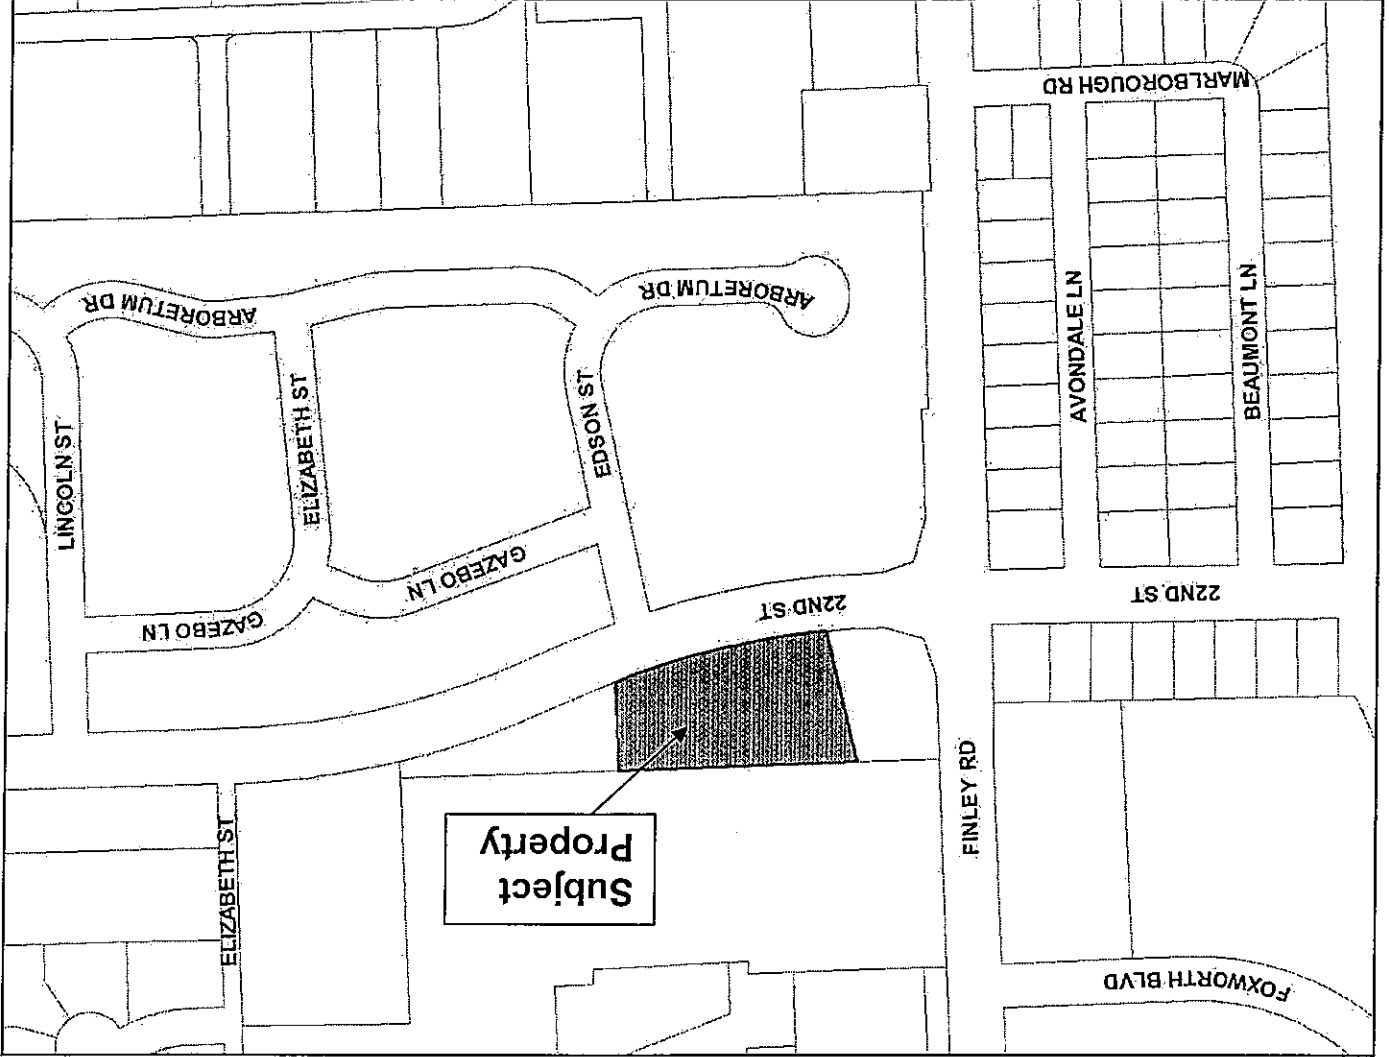 FOXWORTH BLVD
ELIZABETH ST
Subject
Property
FINLEY RD
22ND ST
22ND ST
GAZEBO LN
GAZEBO LN
LINCOLN ST
ELIZABETH ST
EDSON ST
AVONDALE LN
BEAUMONT LN
ARBORETUM DR
ARBORETUM DR
MARLBOROUGH RD